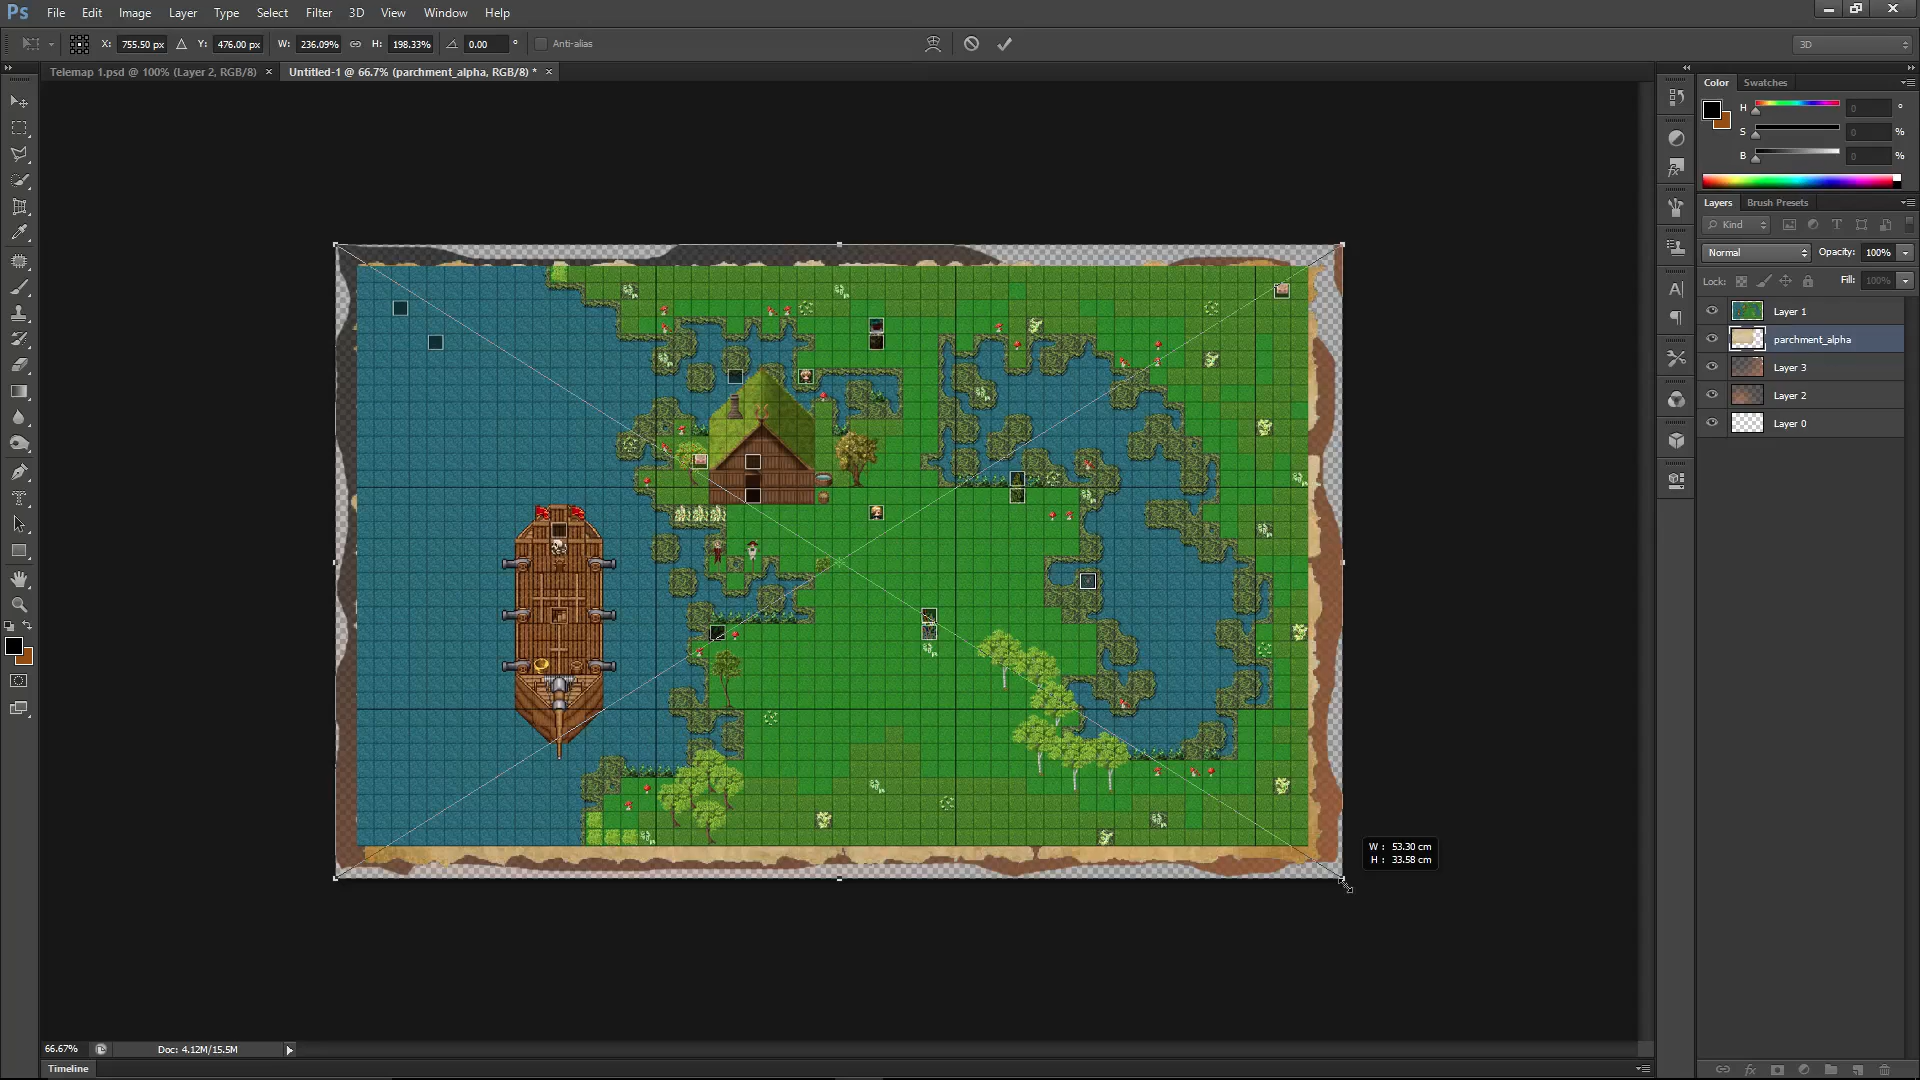 Ps File Edit Image Layer Type Select Filter 3D View Window Help
X: 755.50 px Y: 476.00 px W: 236.09% H: 198.33% 0.00 ° Anti-alias 3D
Telemap 1.psd @ 100% (Layer 2, RGB/8) × Untitled-1 @ 66.7% (parchment_alpha, RGB/8) * ×
Color Swatches
H 0 °
S 0 %
B 0 %
Layers Brush Presets
Kind
Normal Opacity: 100%
Lock: Fill: 100%
Layer 1
parchment_alpha
Layer 3
Layer 2
Layer 0
W : 53.30 cm
H : 33.58 cm
66.67% Doc: 4.12M/15.5M
Timeline